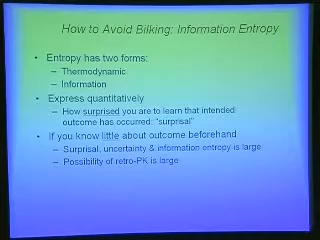 How to Avoid Bilking: Information Entropy
• Entropy has two forms:
– Thermodynamic
– Information
• Express quantitatively
– How surprised you are to learn that intended
outcome has occurred: "surprisal"
• If you know little about outcome beforehand
– Surprisal, uncertainty & information entropy is large
– Possibility of retro-PK is large